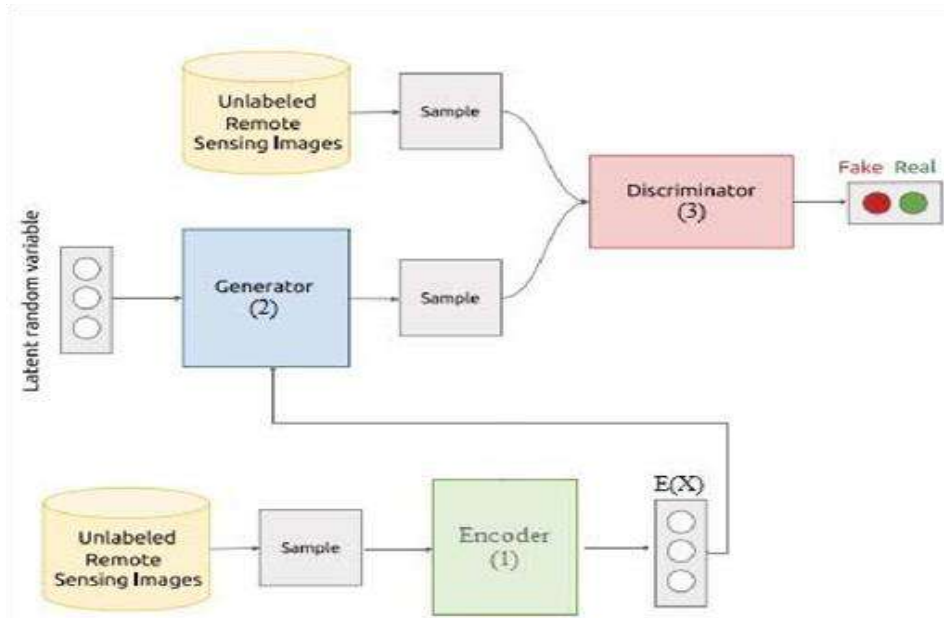 Unlabeled
Remote
Sensing Images
Sample
Fake Real
Discriminator
(3)
Latent random variable
Generator
(2)
Sample
E(X)
Unlabeled
Remote
Sensing Images
Sample
Encoder
(1)